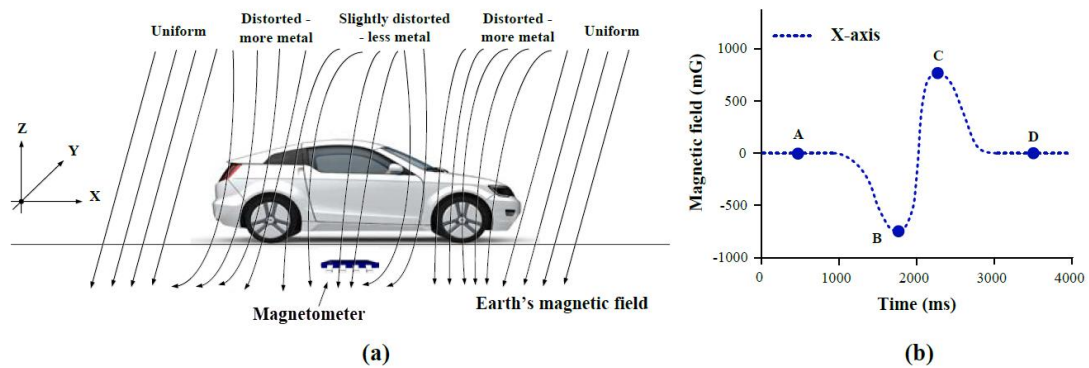 Uniform
Distorted -
more metal
Slightly distorted
- less metal
Distorted -
more metal
Uniform
Z
Y
X
Magnetometer
Earth's magnetic field
(a)
X-axis
Magnetic field (mG)
1000
500
0
-500
-1000
A
B
C
D
0
1000
2000
3000
4000
Time (ms)
(b)